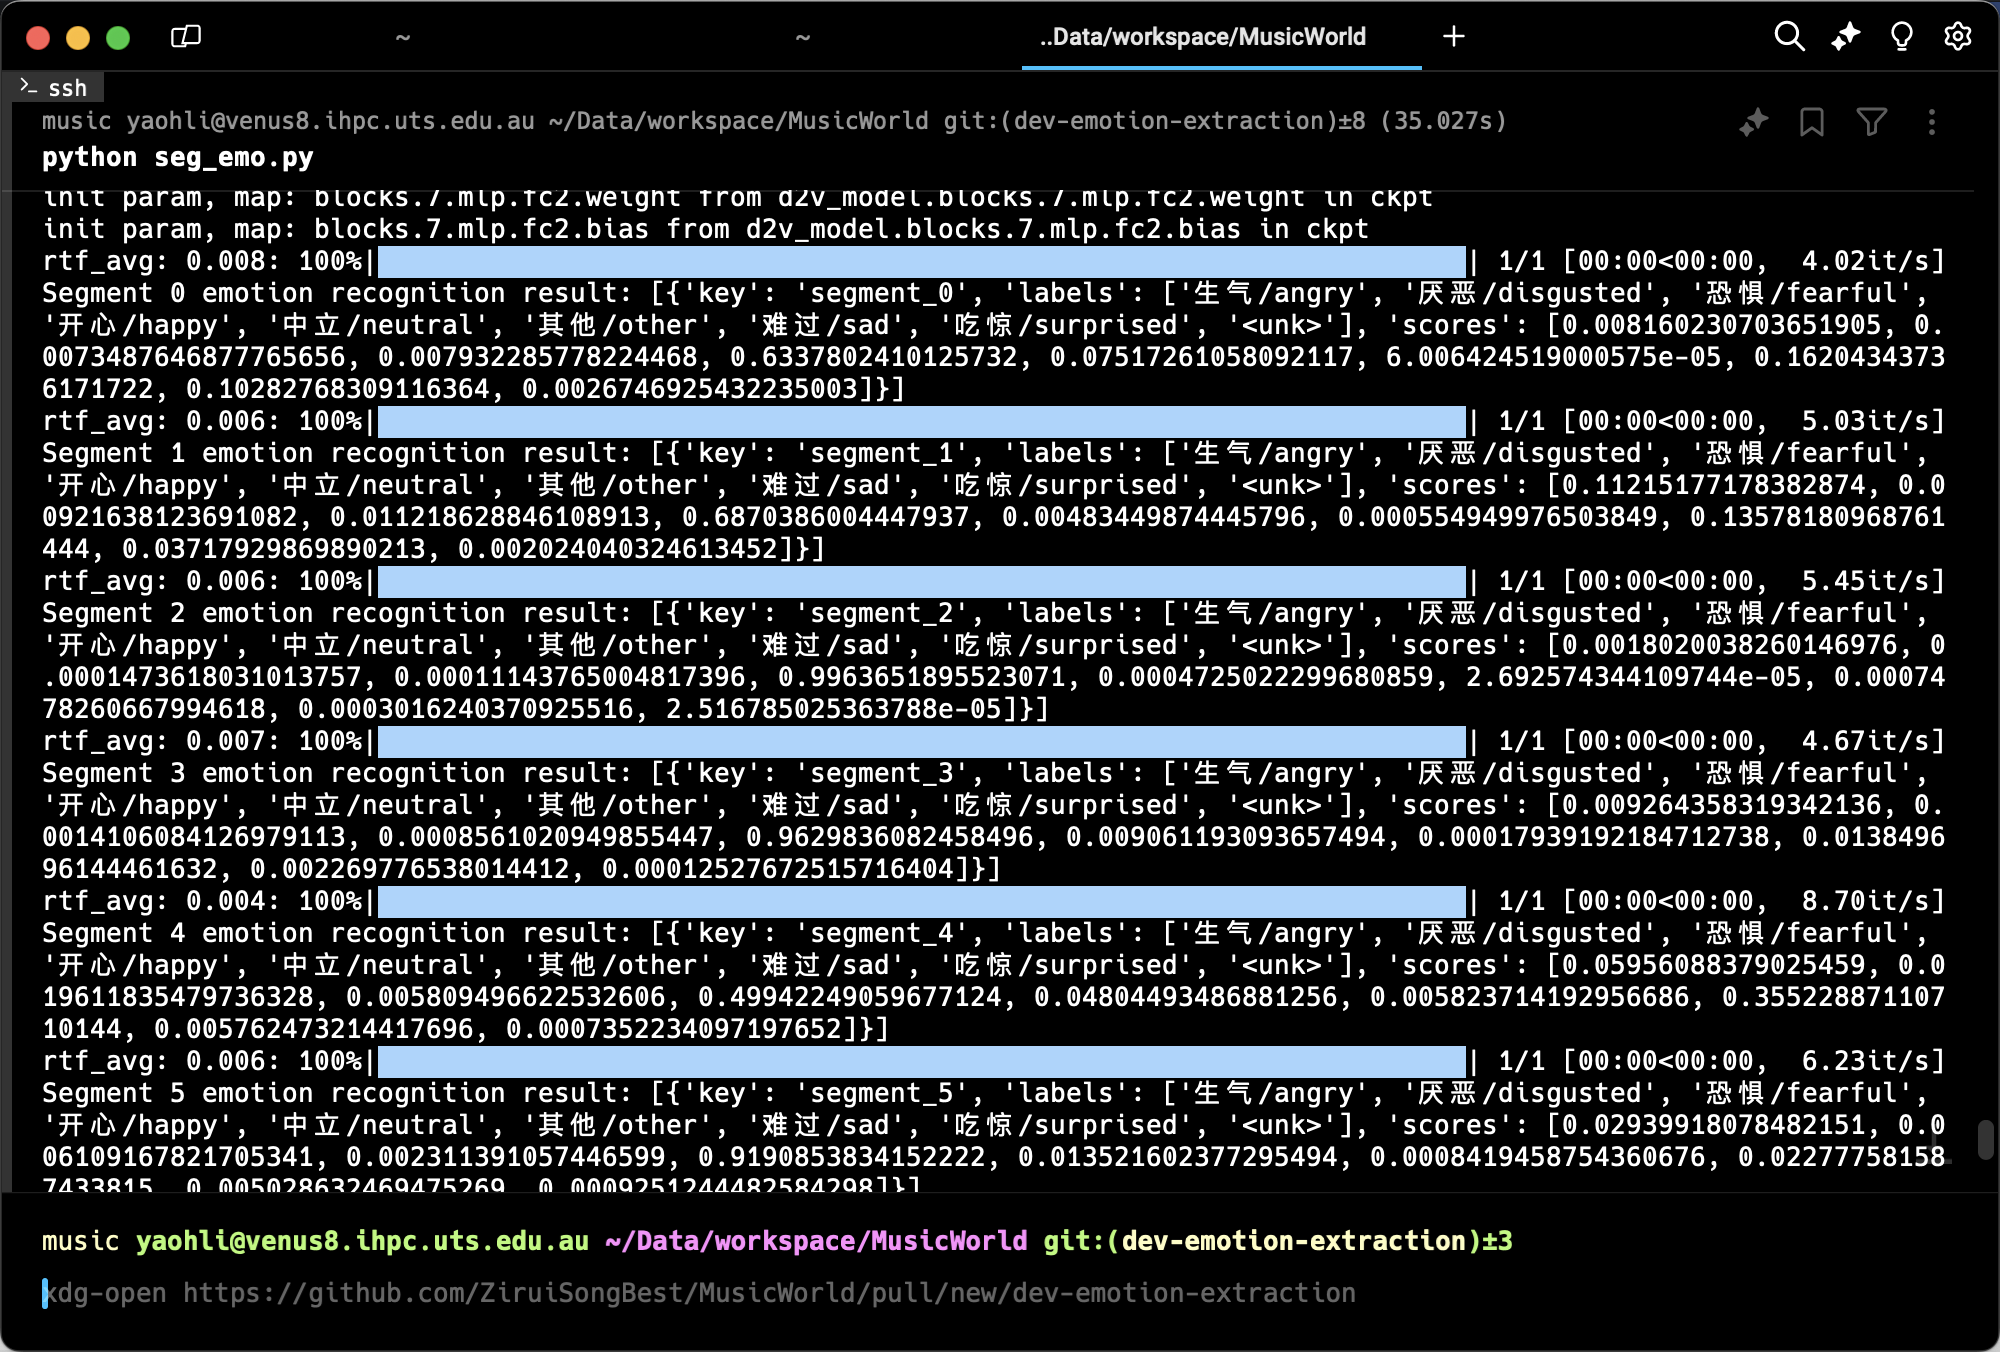 ~ ~ ..Data/workspace/MusicWorld +
>_ ssh
music yaohli@venus8.ihpc.uts.edu.au ~/Data/workspace/MusicWorld git:(dev-emotion-extraction)±8 (35.027s)
python seg_emo.py
init param, map: blocks.7.mlp.fc2.weight from d2v_model.blocks.7.mlp.fc2.weight in ckpt
init param, map: blocks.7.mlp.fc2.bias from d2v_model.blocks.7.mlp.fc2.bias in ckpt
rtf_avg: 0.008: 100%|| 1/1 [00:00<00:00,  4.02it/s]
Segment 0 emotion recognition result: [{'key': 'segment_0', 'labels': ['生气/angry', '厌恶/disgusted', '恐惧/fearful',
'开心/happy', '中立/neutral', '其他/other', '难过/sad', '吃惊/surprised', '<unk>'], 'scores': [0.008160230703651905, 0.
0073487646877765656, 0.007932285778224468, 0.6337802410125732, 0.07517261058092117, 6.006424519000575e-05, 0.1620434373
6171722, 0.10282768309116364, 0.0026746925432235003]}]
rtf_avg: 0.006: 100%|| 1/1 [00:00<00:00,  5.03it/s]
Segment 1 emotion recognition result: [{'key': 'segment_1', 'labels': ['生气/angry', '厌恶/disgusted', '恐惧/fearful',
'开心/happy', '中立/neutral', '其他/other', '难过/sad', '吃惊/surprised', '<unk>'], 'scores': [0.11215177178382874, 0.0
09216381236910​82, 0.011218628846108913, 0.6870386004447937, 0.00483449874445796, 0.0005549499765038​49, 0.13578180968761
444, 0.03717929869890213, 0.002024040324613452]}]
rtf_avg: 0.006: 100%|| 1/1 [00:00<00:00,  5.45it/s]
Segment 2 emotion recognition result: [{'key': 'segment_2', 'labels': ['生气/angry', '厌恶/disgusted', '恐惧/fearful',
'开心/happy', '中立/neutral', '其他/other', '难过/sad', '吃惊/surprised', '<unk>'], 'scores': [0.0018020038260146976, 0
.0001473618031013757, 0.00011143765004817396, 0.9963651895523071, 0.0004725022299680859, 2.692574344109744e-05, 0.00074
78260667994618, 0.0003016240370925516, 2.516785025363788e-05]}]
rtf_avg: 0.007: 100%|| 1/1 [00:00<00:00,  4.67it/s]
Segment 3 emotion recognition result: [{'key': 'segment_3', 'labels': ['生气/angry', '厌恶/disgusted', '恐惧/fearful',
'开心/happy', '中立/neutral', '其他/other', '难过/sad', '吃惊/surprised', '<unk>'], 'scores': [0.009264358319342136, 0.
0014106084126979113, 0.0008561020949855447, 0.9629836082458496, 0.009061193093657494, 0.00017939192184712738, 0.0138496
96144461632, 0.002269776538014412, 0.00012527672515716404]}]
rtf_avg: 0.004: 100%|| 1/1 [00:00<00:00,  8.70it/s]
Segment 4 emotion recognition result: [{'key': 'segment_4', 'labels': ['生气/angry', '厌恶/disgusted', '恐惧/fearful',
'开心/happy', '中立/neutral', '其他/other', '难过/sad', '吃惊/surprised', '<unk>'], 'scores': [0.05956088379025459, 0.0
19611835479736328, 0.005809496622532606, 0.49942249059677124, 0.04804493486881256, 0.005823714192956686, 0.355228871107
10144, 0.005762473214417696, 0.0007352234097197652]}]
rtf_avg: 0.006: 100%|| 1/1 [00:00<00:00,  6.23it/s]
Segment 5 emotion recognition result: [{'key': 'segment_5', 'labels': ['生气/angry', '厌恶/disgusted', '恐惧/fearful',
'开心/happy', '中立/neutral', '其他/other', '难过/sad', '吃惊/surprised', '<unk>'], 'scores': [0.02939918078482151, 0.0
06109167821705341, 0.002311391057446599, 0.9190853834152222, 0.013521602377295494, 0.0008419458754360676, 0.02277758158
7433815, 0.005028632469475269, 0.0009251244482584298]}]
music yaohli@venus8.ihpc.uts.edu.au ~/Data/workspace/MusicWorld git:(dev-emotion-extraction)±3
xdg-open https://github.com/ZiruiSongBest/MusicWorld/pull/new/dev-emotion-extraction